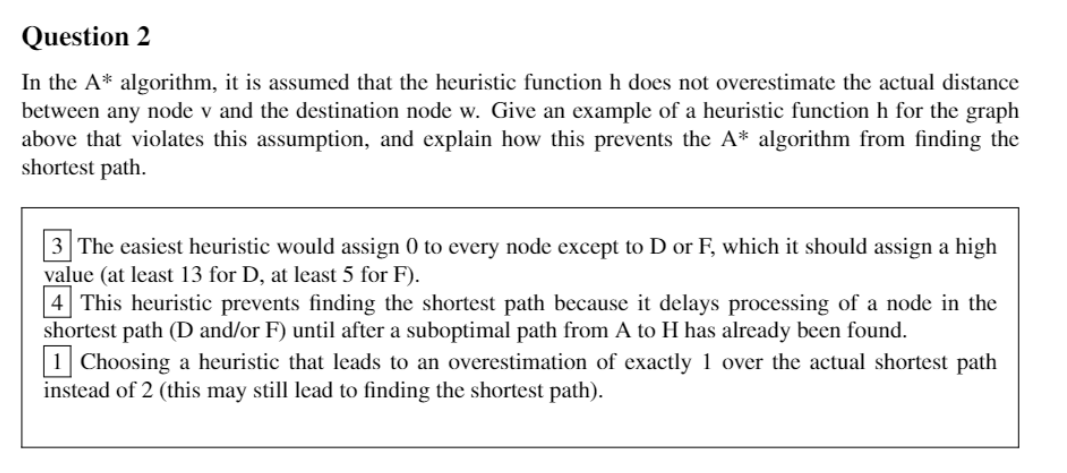 Question 2
In the A* algorithm, it is assumed that the heuristic function h does not overestimate the actual distance
between any node v and the destination node w. Give an example of a heuristic function h for the graph
above that violates this assumption, and explain how this prevents the A* algorithm from finding the
shortest path.
3 The easiest heuristic would assign 0 to every node except to D or F, which it should assign a high
value (at least 13 for D, at least 5 for F).
4 This heuristic prevents finding the shortest path because it delays processing of a node in the
shortest path (D and/or F) until after a suboptimal path from A to H has already been found.
1 Choosing a heuristic that leads to an overestimation of exactly 1 over the actual shortest path
instead of 2 (this may still lead to finding the shortest path).